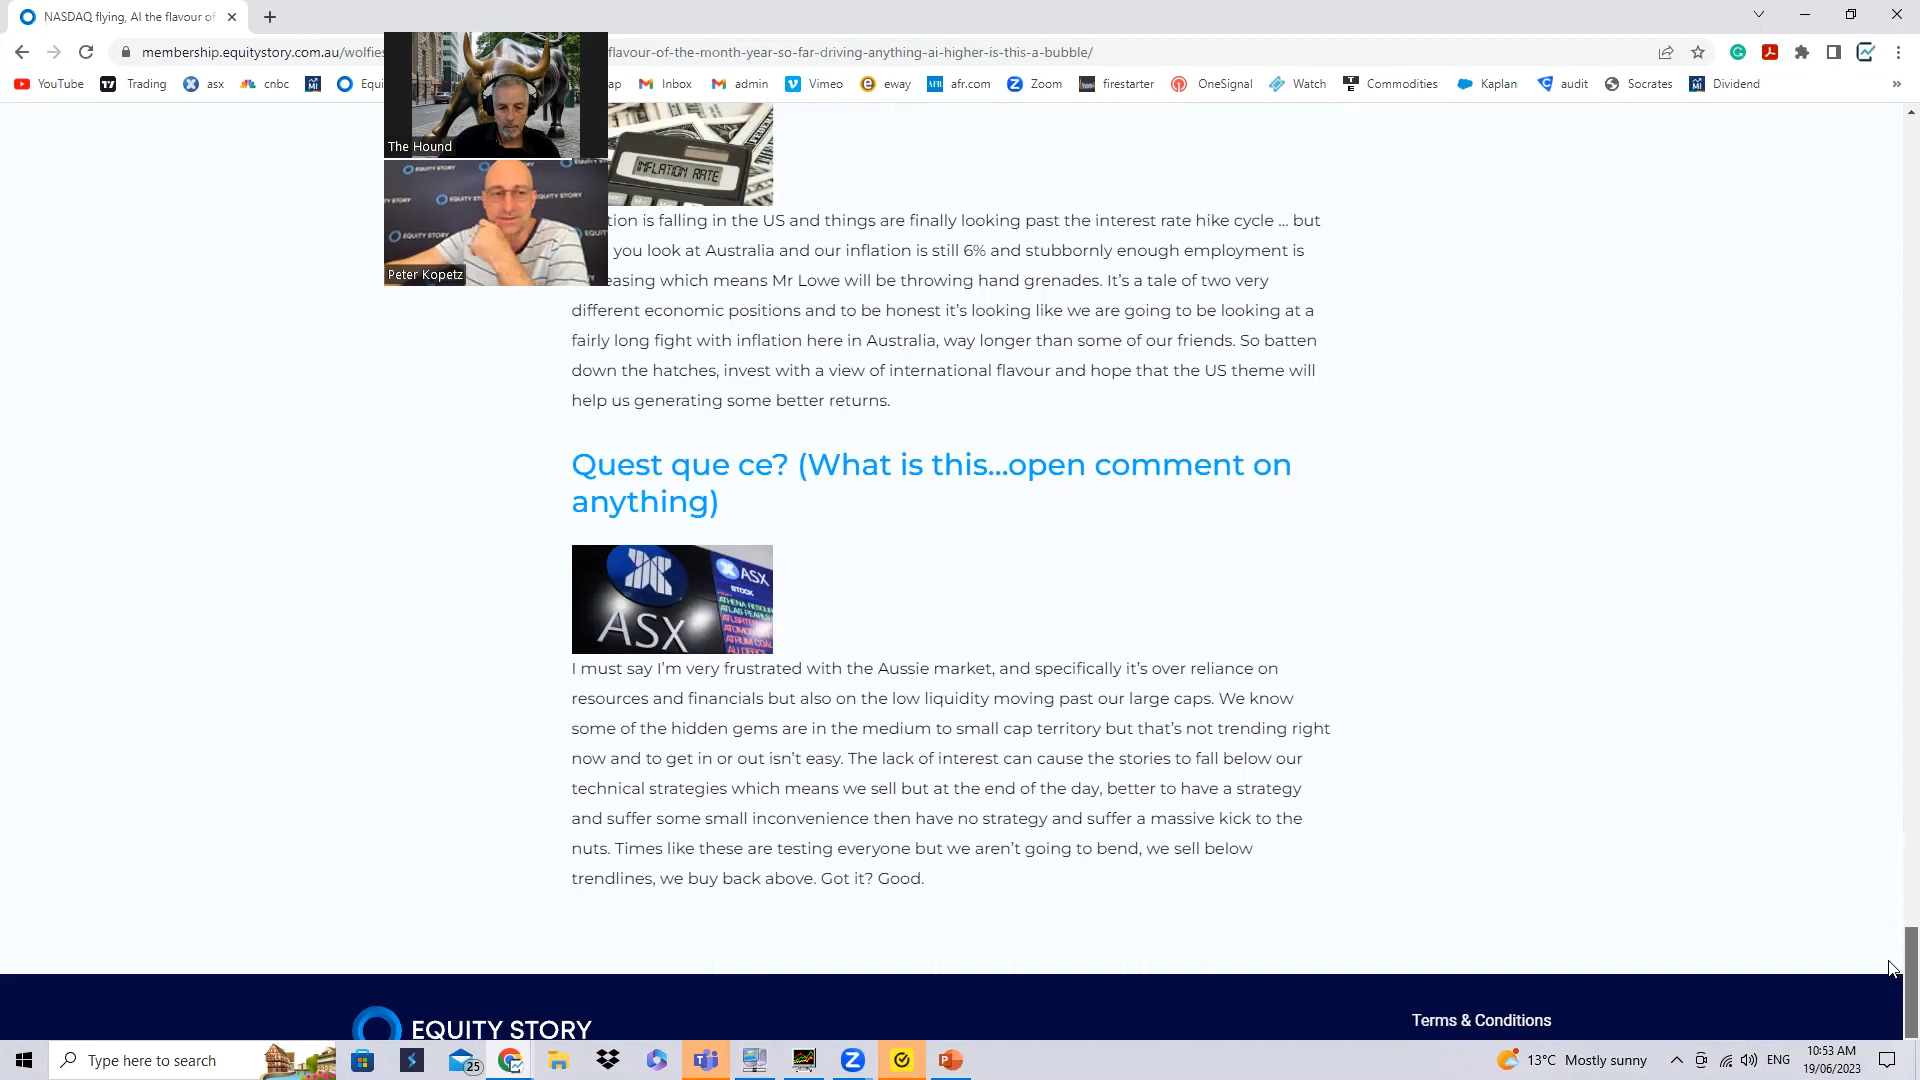 NASDAQ flying, AI the flavour of
membership.equitystory.com.au/wolfies
flavour-of-the-month-year-so-far-driving-anything-ai-higher-is-this-a-bubble/
YouTube Trading asx cnbc Equi ap Inbox admin Vimeo eway afr.com Zoom firestarter OneSignal Watch Commodities Kaplan audit Socrates Dividend
The Hound
INFLATION RATE
EQUITY STORY
Peter Kopetz
tion is falling in the US and things are finally looking past the interest rate hike cycle ... but
you look at Australia and our inflation is still 6% and stubbornly enough employment is
easing which means Mr Lowe will be throwing hand grenades. It's a tale of two very
different economic positions and to be honest it's looking like we are going to be looking at a
fairly long fight with inflation here in Australia, way longer than some of our friends. So batten
down the hatches, invest with a view of international flavour and hope that the US theme will
help us generating some better returns.
Quest que ce? (What is this...open comment on
anything)
ASX
ASX
STOCK
I must say I'm very frustrated with the Aussie market, and specifically it's over reliance on
resources and financials but also on the low liquidity moving past our large caps. We know
some of the hidden gems are in the medium to small cap territory but that's not trending right
now and to get in or out isn't easy. The lack of interest can cause the stories to fall below our
technical strategies which means we sell but at the end of the day, better to have a strategy
and suffer some small inconvenience then have no strategy and suffer a massive kick to the
nuts. Times like these are testing everyone but we aren't going to bend, we sell below
trendlines, we buy back above. Got it? Good.
EQUITY STORY
Terms & Conditions
Type here to search
25
13°C Mostly sunny
ENG
10:53 AM
19/06/2023